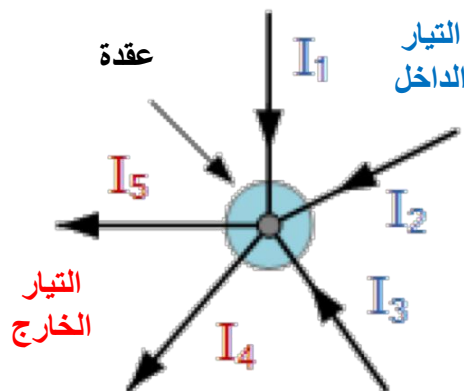 التيار
الداخل
عقدة
I₁
I₂
I₃
I₄
I₅
التيار
الخارج